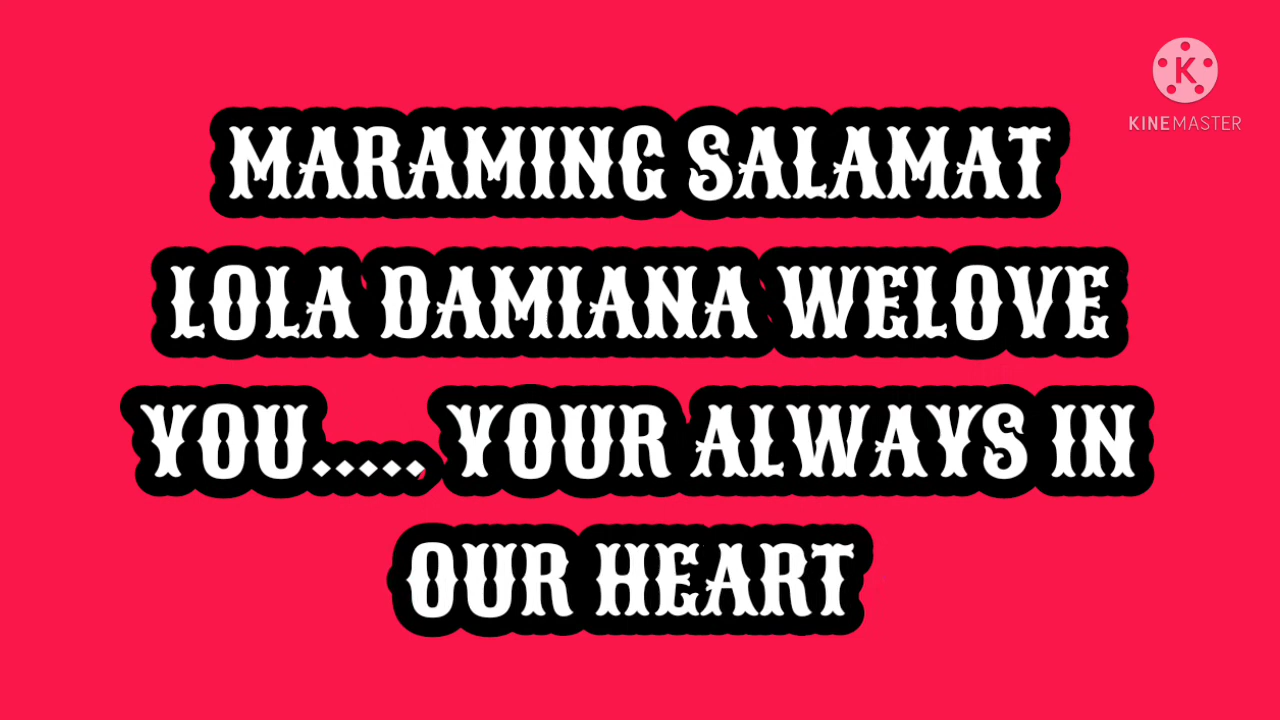 KINEMASTER
MARAMING SALAMAT
LOLA DAMIANA WELOVE
YOU..... YOUR ALWAYS IN
OUR HEART